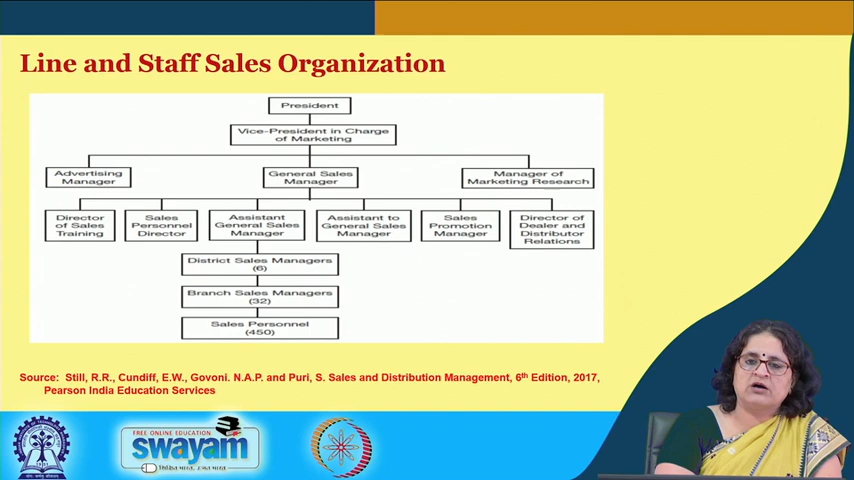 Line and Staff Sales Organization
President
Vice-President in Charge
of Marketing
Advertising
Manager
General Sales
Manager
Manager of
Marketing Research
Director
of Sales
Training
Sales
Personnel
Director
Assistant
General Sales
Manager
Assistant to
General Sales
Manager
Sales
Promotion
Manager
Director of
Dealer and
Distributor
Relations
District Sales Managers
(6)
Branch Sales Managers
(32)
Sales Personnel
(450)
Source: Still, R.R., Cundiff, E.W., Govoni. N.A.P. and Puri, S. Sales and Distribution Management, 6th Edition, 2017,
Pearson India Education Services
FREE ONLINE EDUCATION
swayam
शिक्षित भारत, उन्नत भारत